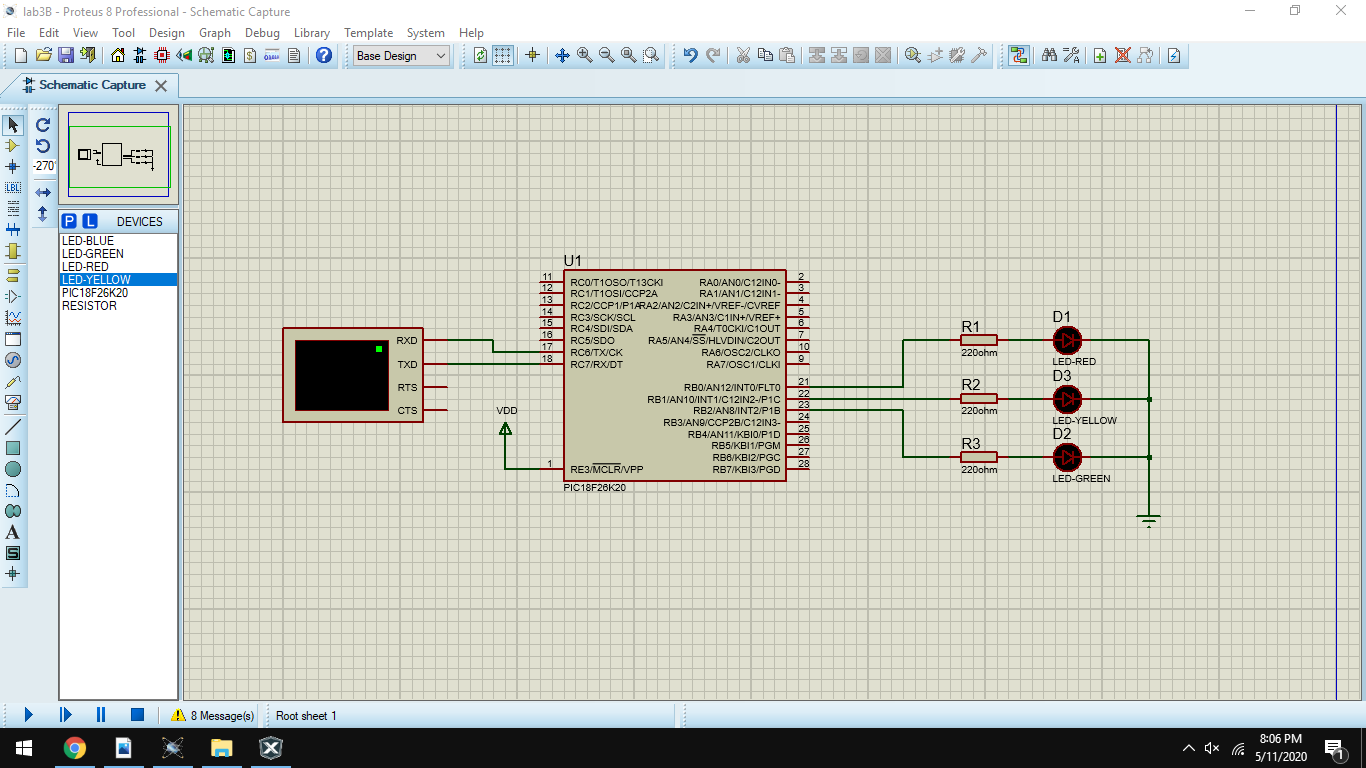 lab3B - Proteus 8 Professional - Schematic Capture
File Edit View Tool Design Graph Debug Library Template System Help
Base Design
Schematic Capture
-270°
LBL
P L DEVICES
LED-BLUE
LED-GREEN
LED-RED
LED-YELLOW
PIC18F26K20
RESISTOR
A
S
RXD
TXD
RTS
CTS
VDD
U1
11 RC0/T1OSO/T13CKI RA0/AN0/C12IN0- 2
12 RC1/T1OSI/CCP2A RA1/AN1/C12IN1- 3
13 RC2/CCP1/P1A RA2/AN2/C2IN+/VREF-/CVREF 4
14 RC3/SCK/SCL RA3/AN3/C1IN+/VREF+ 5
15 RC4/SDI/SDA RA4/T0CKI/C1OUT 6
16 RC5/SDO RA5/AN4/SS/HLVDIN/C2OUT 7
17 RC6/TX/CK RA6/OSC2/CLKO 10
18 RC7/RX/DT RA7/OSC1/CLKI 9
RB0/AN12/INT0/FLT0 21
RB1/AN10/INT1/C12IN2-/P1C 22
RB2/AN8/INT2/P1B 23
RB3/AN9/CCP2B/C12IN3- 24
RB4/AN11/KBI0/P1D 25
RB5/KBI1/PGM 26
RB6/KBI2/PGC 27
1 RE3/MCLR/VPP RB7/KBI3/PGD 28
PIC18F26K20
R1
220ohm
D1
LED-RED
R2
220ohm
D3
LED-YELLOW
R3
220ohm
D2
LED-GREEN
8 Message(s) Root sheet 1
8:06 PM
5/11/2020
1